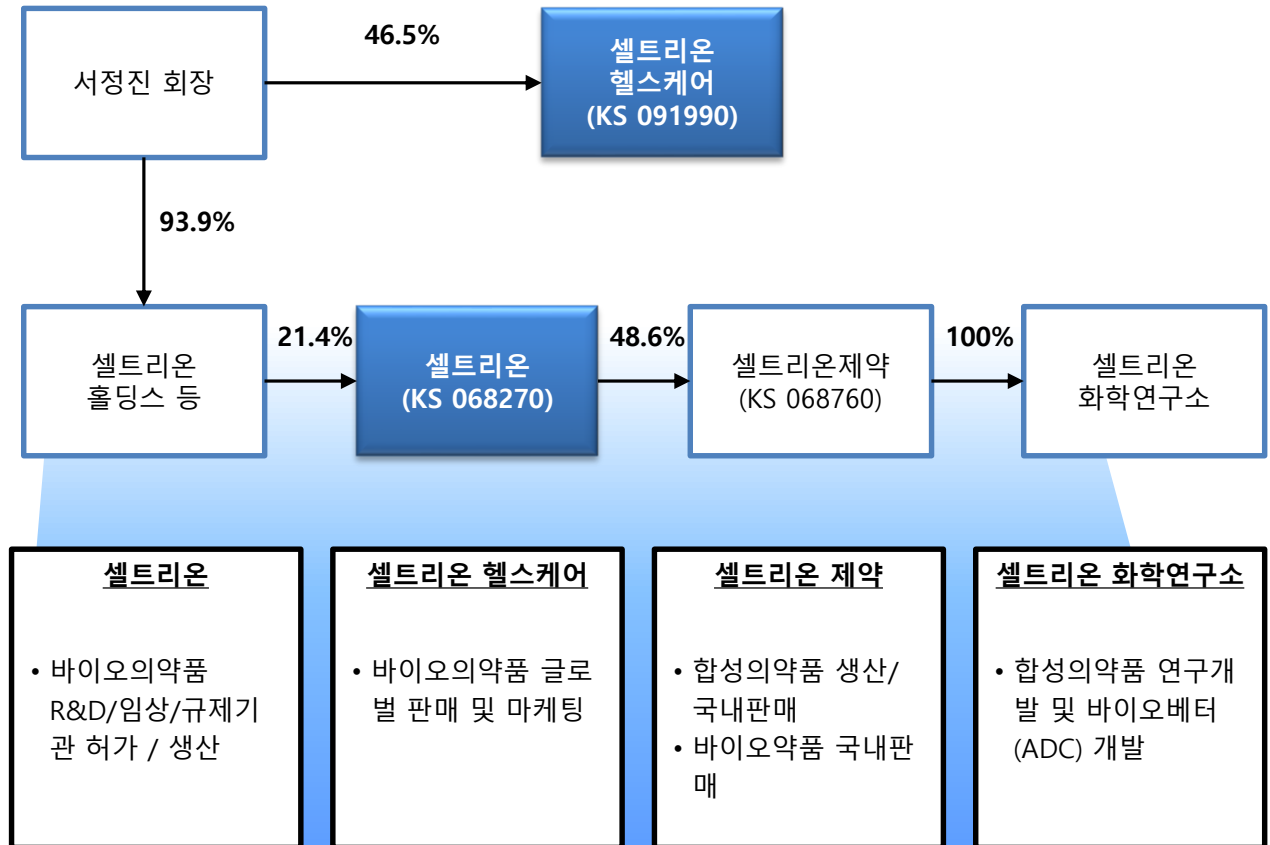 46.5%
서정진 회장
셀트리온
헬스케어
(KS 091990)
93.9%
셀트리온
홀딩스 등
21.4%
셀트리온
(KS 068270)
48.6%
셀트리온제약
(KS 068760)
100%
셀트리온
화학연구소
셀트리온
• 바이오의약품
R&D/임상/규제기
관 허가 / 생산
셀트리온 헬스케어
• 바이오의약품 글로
벌 판매 및 마케팅
셀트리온 제약
• 합성의약품 생산/
국내판매
• 바이오약품 국내판
매
셀트리온 화학연구소
• 합성의약품 연구개
발 및 바이오베터
(ADC) 개발